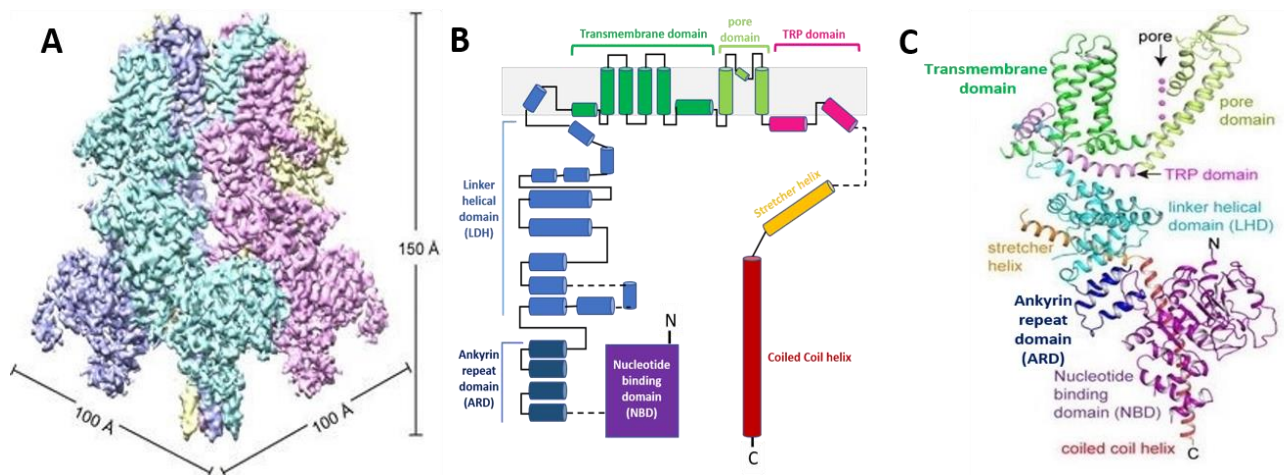 A
150 Å
100 Å
100 Å
B
Transmembrane domain
pore
domain
TRP domain
Linker
helical
domain
(LDH)
Stretcher helix
Ankyrin
repeat
domain
(ARD)
N
Nucleotide
binding
domain
(NBD)
Coiled Coil helix
C
C
pore
Transmembrane
domain
pore
domain
TRP domain
linker helical
domain (LHD)
stretcher
helix
N
Ankyrin
repeat
domain
(ARD)
Nucleotide
binding
domain (NBD)
coiled coil helix
C